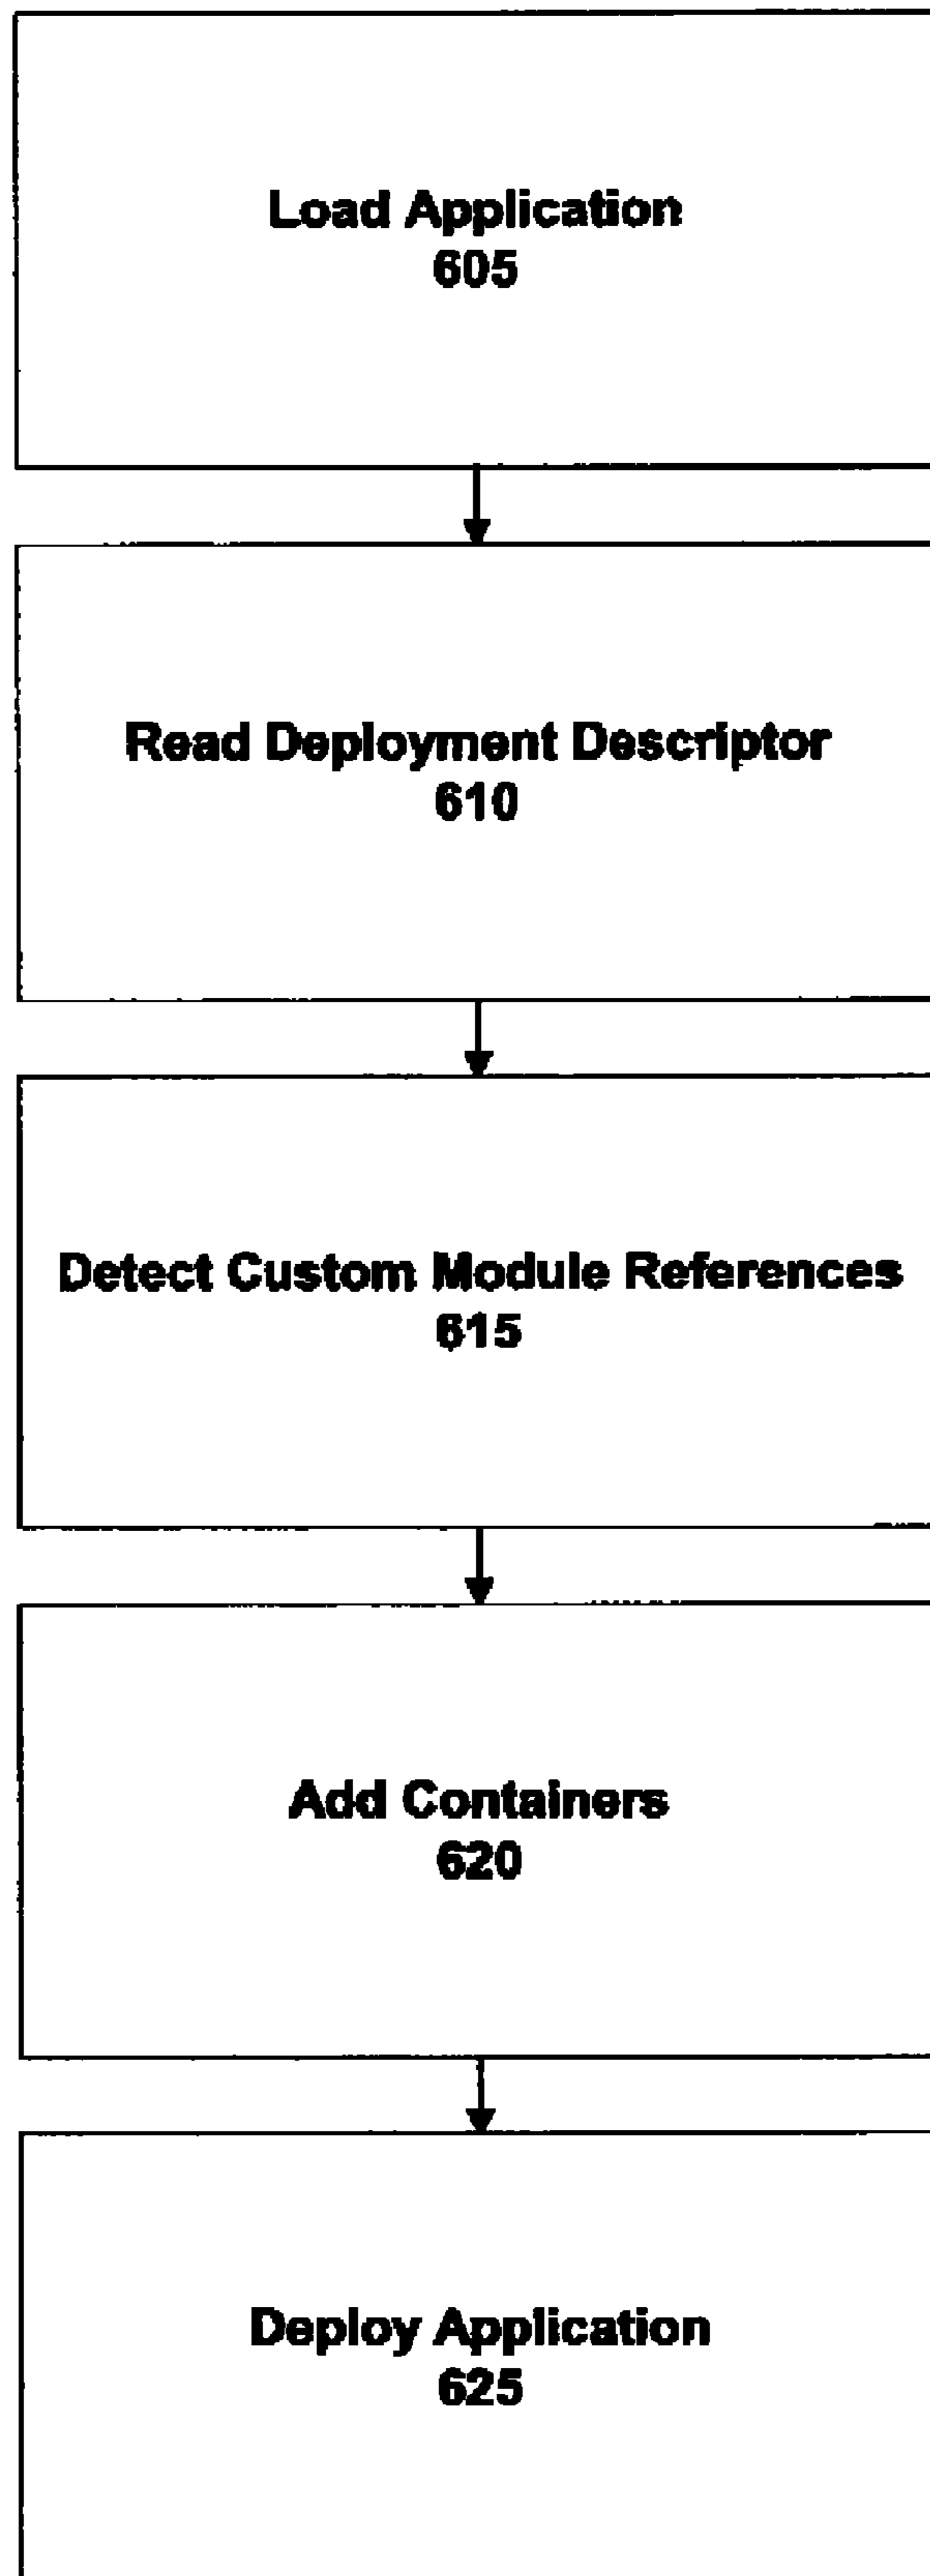 Load Application
605
Read Deployment Descriptor
610
Detect Custom Module References
615
Add Containers
620
Deploy Application
625